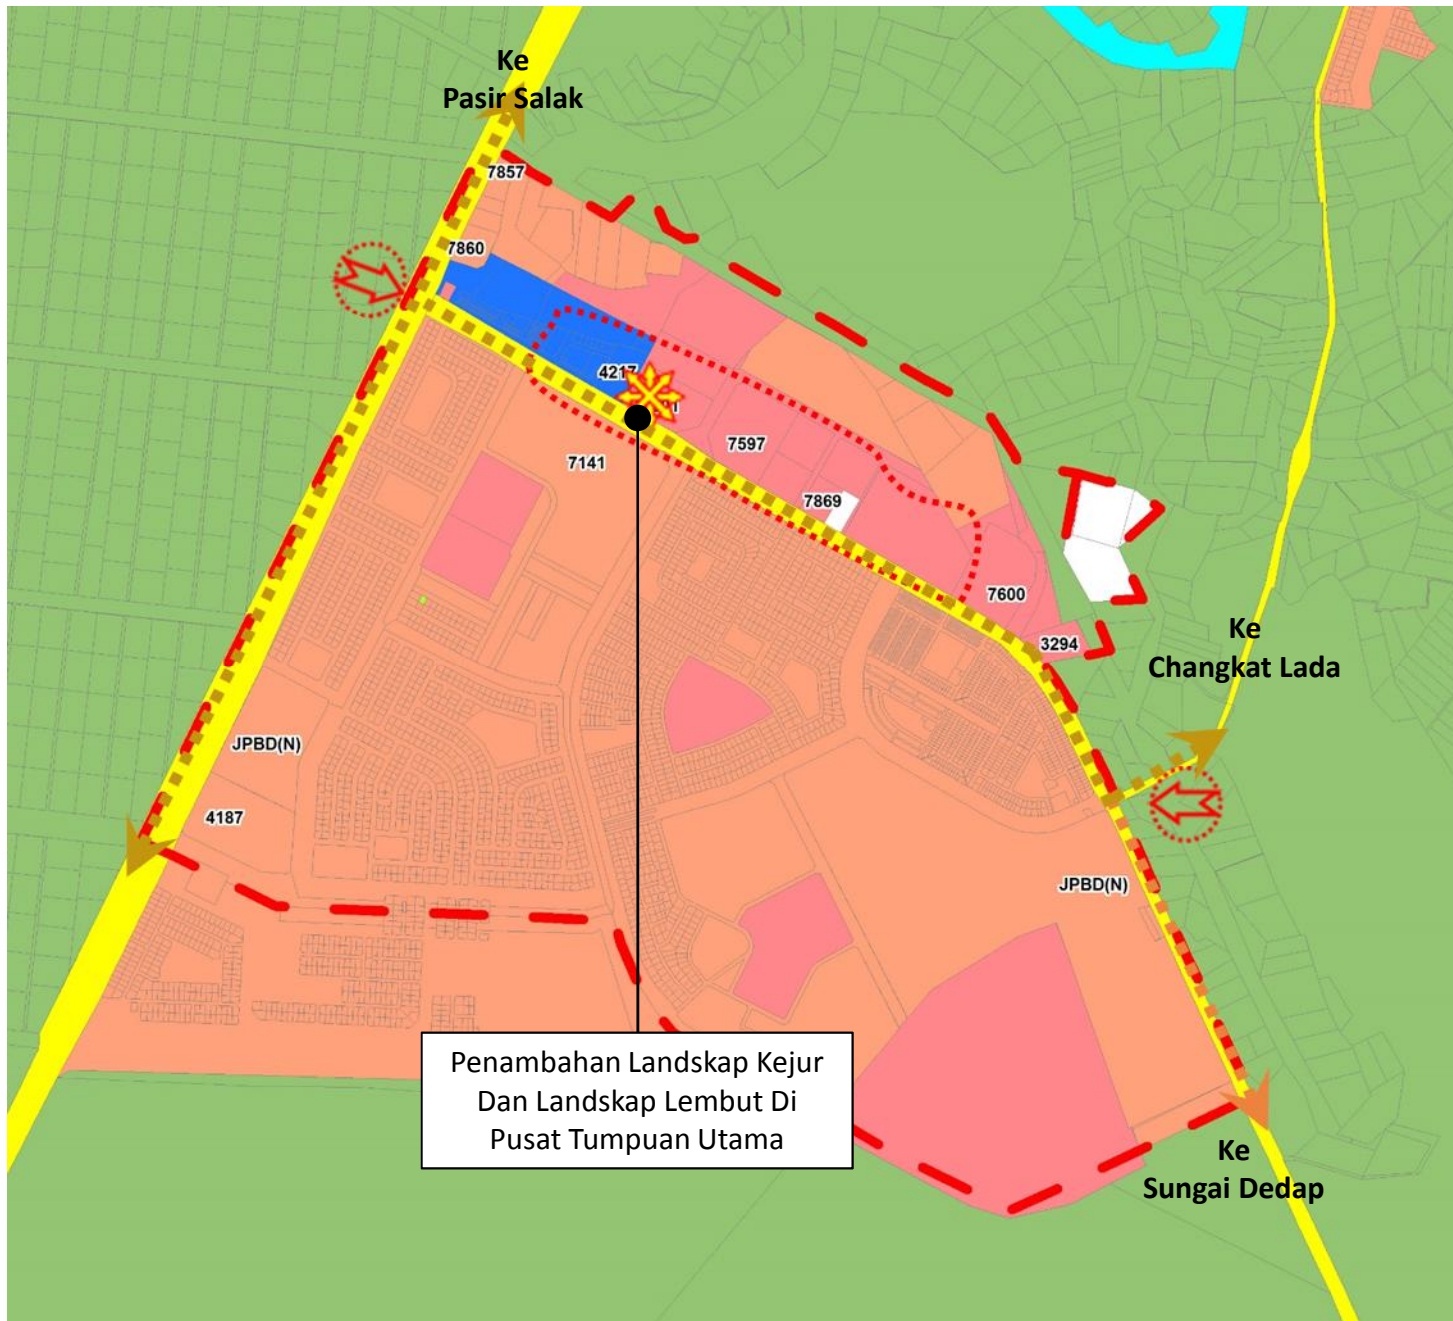 Ke
Pasir Salak
7857
7860
4217
7597
7141
7869
7600
3294
Ke
Changkat Lada
JPBD(N)
4187
JPBD(N)
Penambahan Landskap Kejur
Dan Landskap Lembut Di
Pusat Tumpuan Utama
Ke
Sungai Dedap